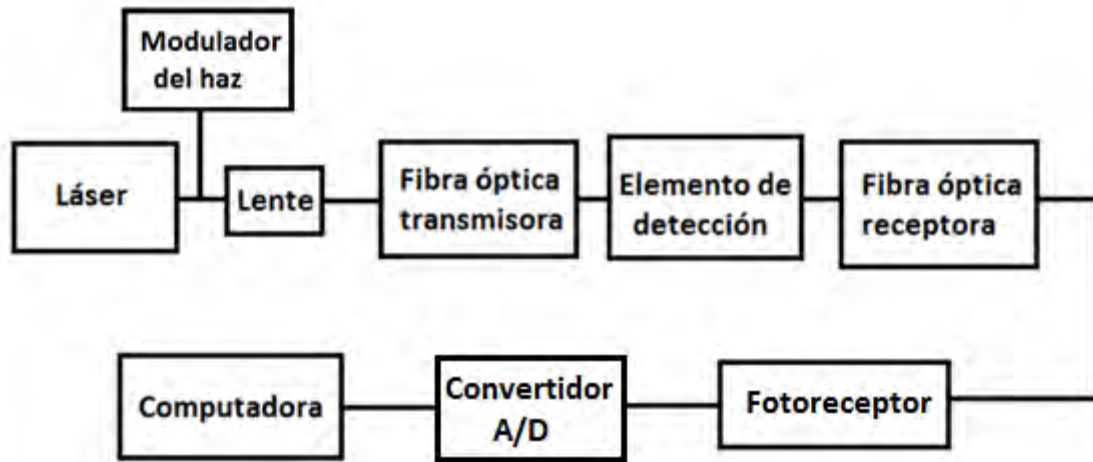 Modulador
del haz
Láser
Lente
Fibra óptica
transmisora
Elemento de
detección
Fibra óptica
receptora
Computadora
Convertidor
A/D
Fotoreceptor